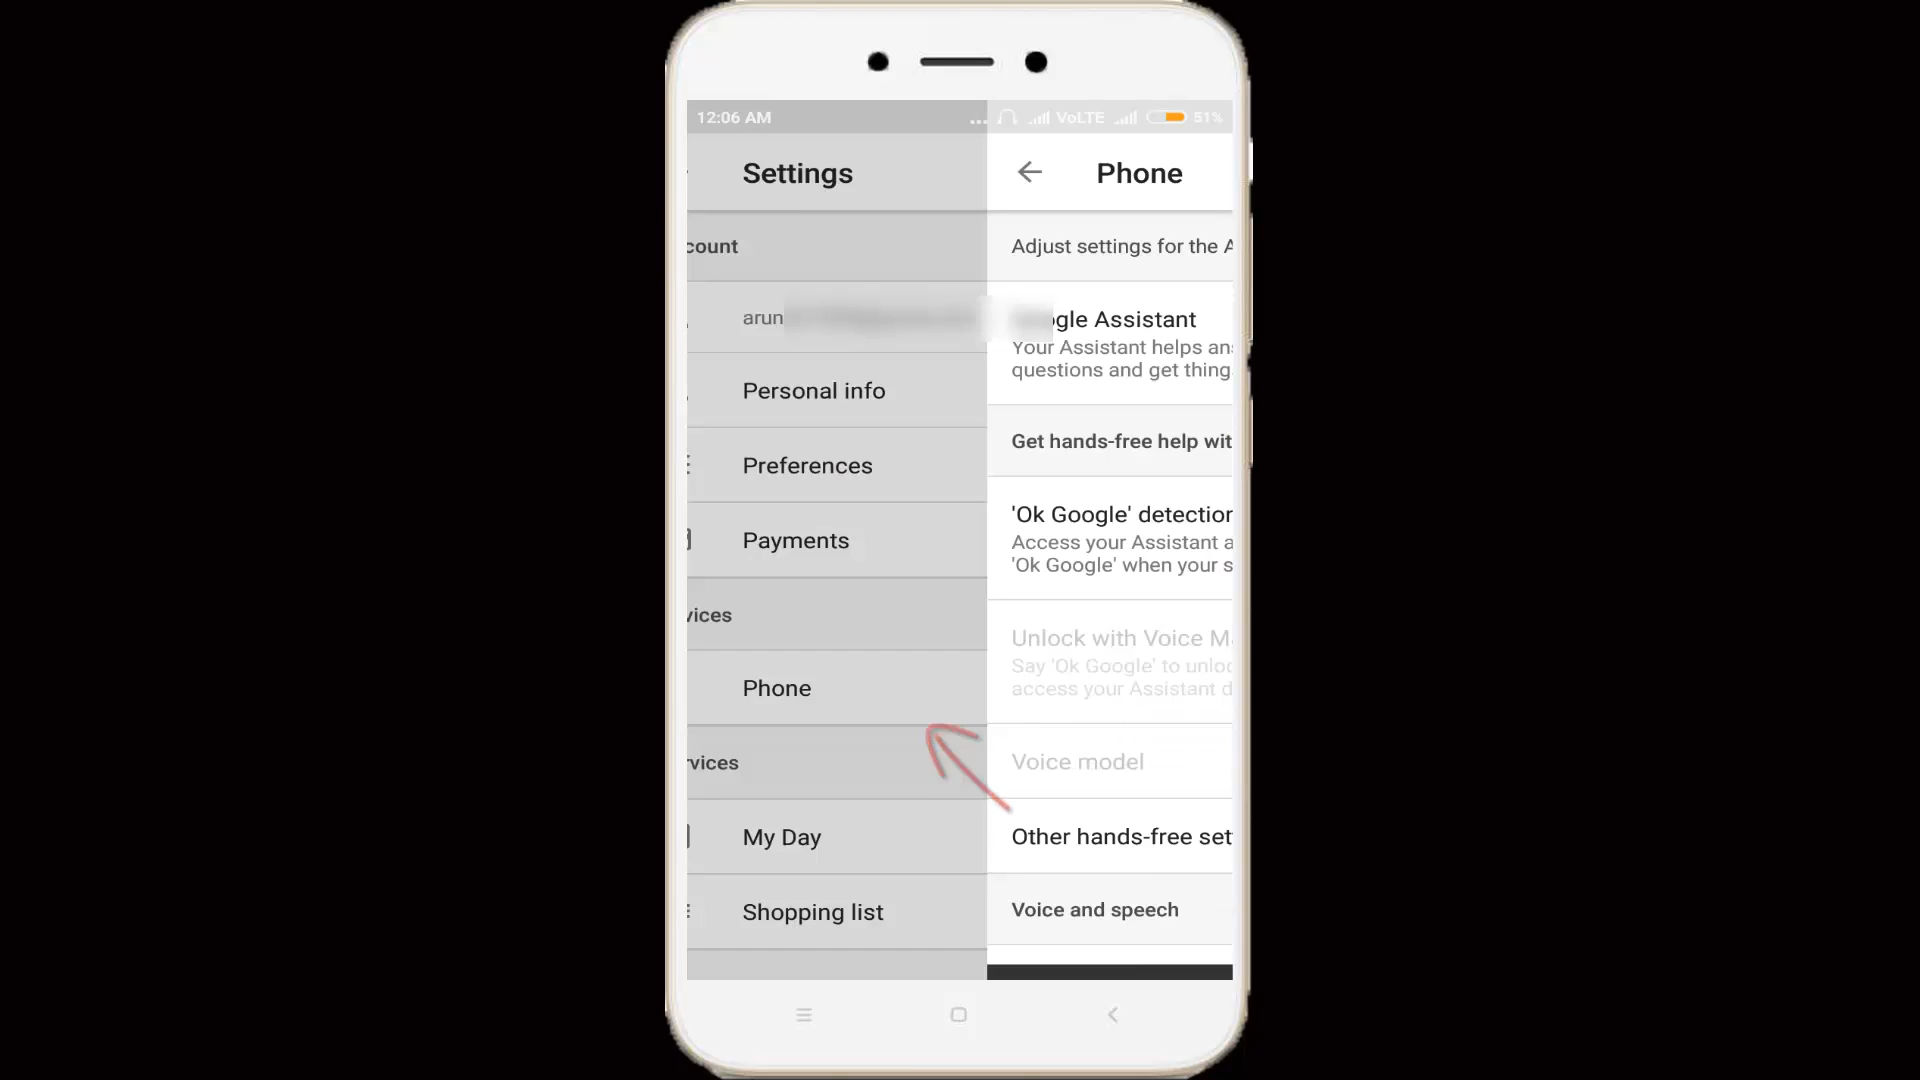 12:06 AM
... VoLTE 51%
Settings
count
arun
Personal info
Preferences
Payments
vices
Phone
rvices
My Day
Shopping list
Phone
Adjust settings for the A
gle Assistant
Your Assistant helps an
questions and get thing
Get hands-free help wit
'Ok Google' detection
Access your Assistant a
'Ok Google' when your s
Unlock with Voice M
Say 'Ok Google' to unloc
access your Assistant d
Voice model
Other hands-free set
Voice and speech